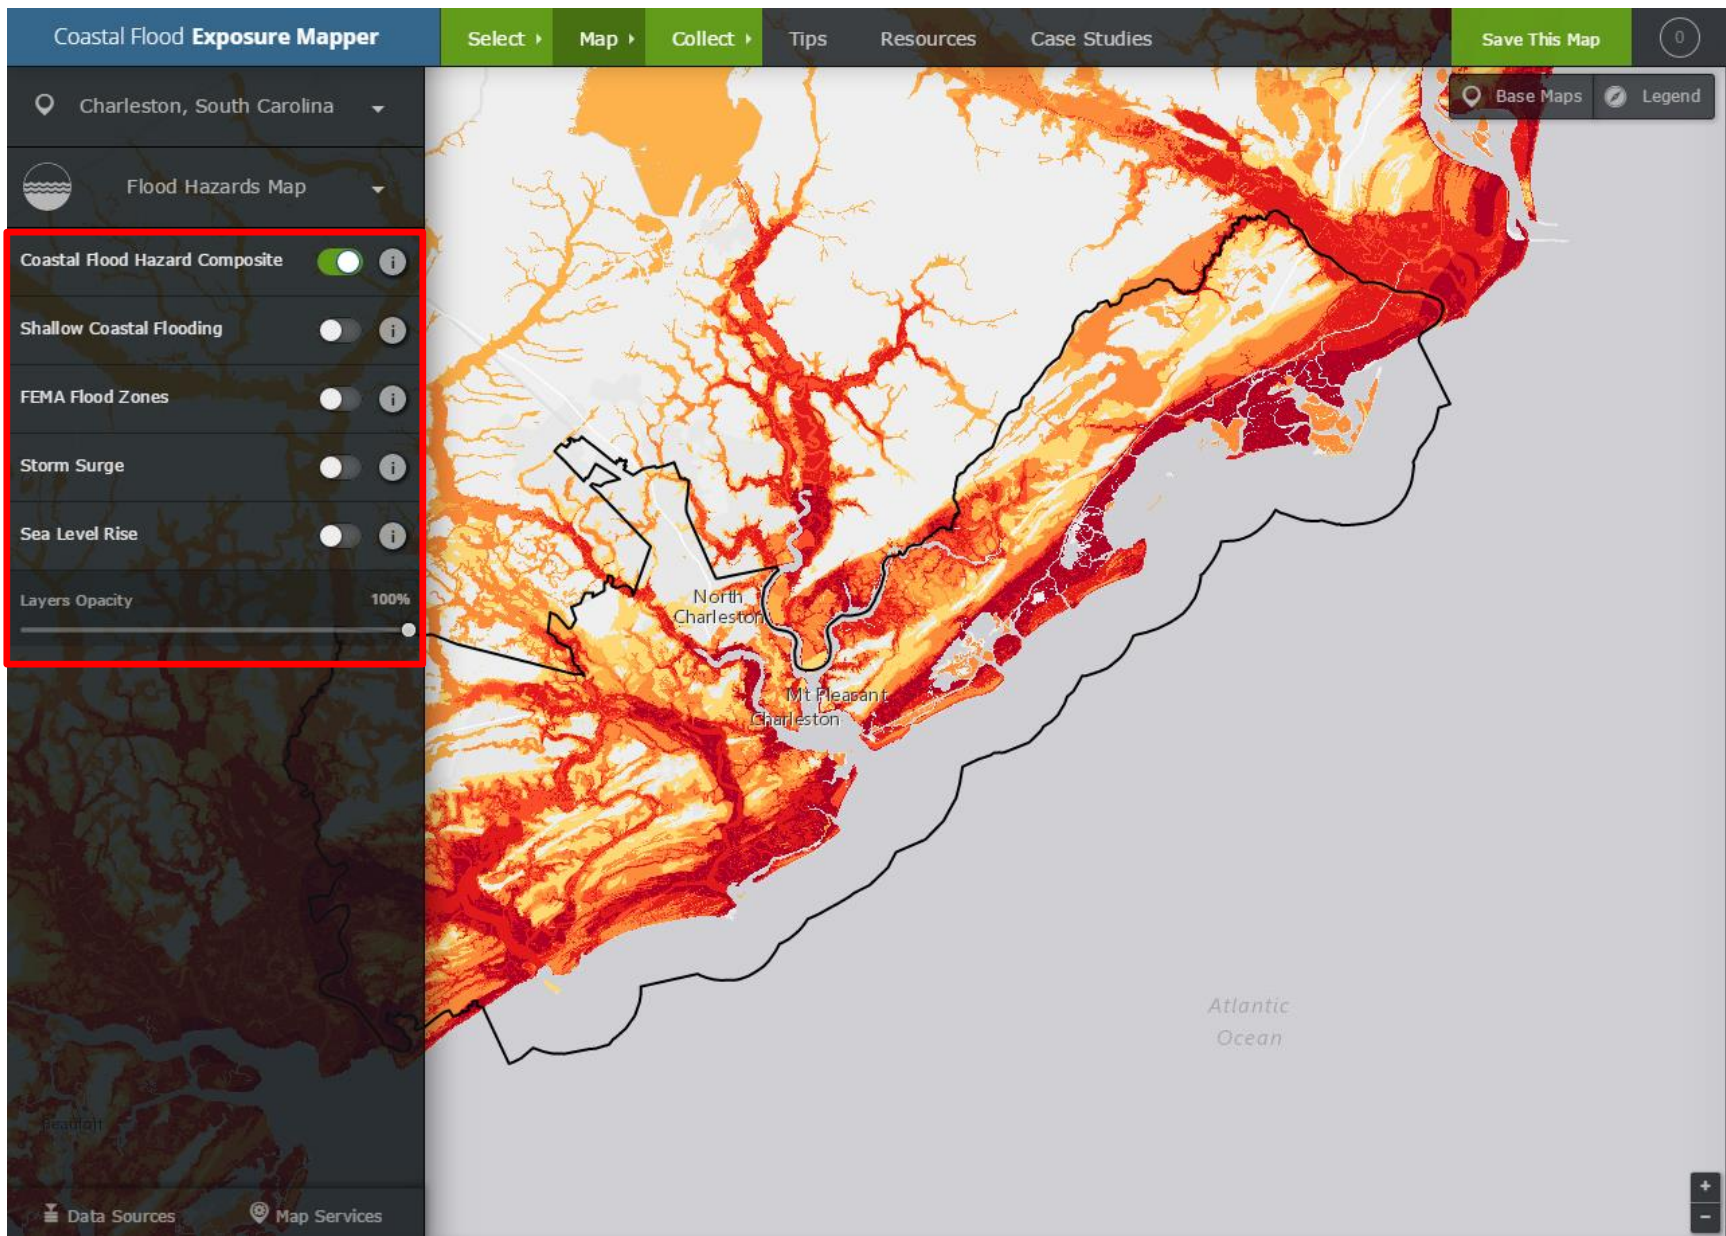 Coastal Flood Exposure Mapper
Select
Map
Collect
Tips
Resources
Case Studies
Save This Map
0
Charleston, South Carolina
Base Maps
Legend
Flood Hazards Map
Coastal Flood Hazard Composite
i
Shallow Coastal Flooding
i
FEMA Flood Zones
i
Storm Surge
i
Sea Level Rise
i
Layers Opacity
100%
North
Charleston
Mt Pleasant
Charleston
Atlantic
Ocean
Beaufort
Data Sources
Map Services
+
−